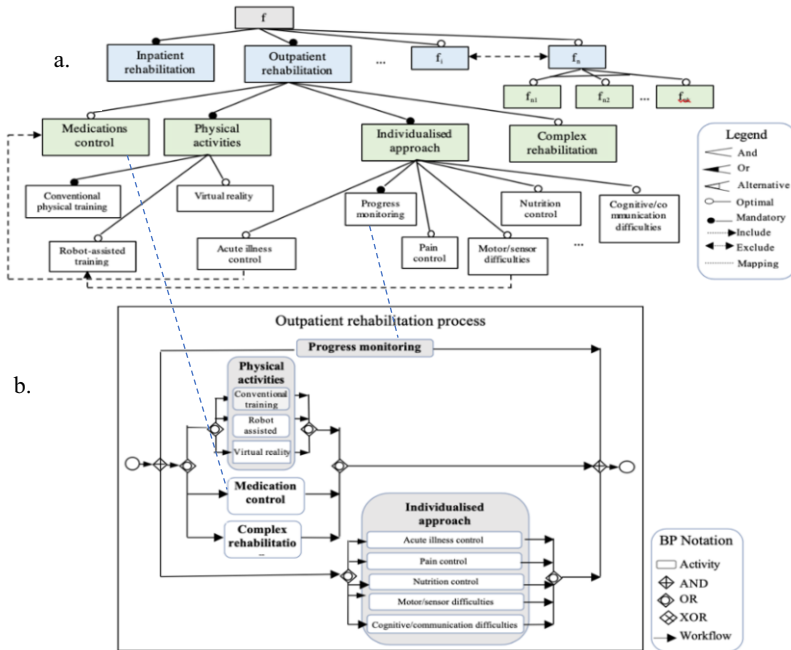 a.
f
Inpatient
rehabilitation
Outpatient
rehabilitation
...
f_i
f_n
f_n1
f_n2
...
Medications
control
Physical
activities
Individualised
approach
Complex
rehabilitation
Conventional
physical training
Virtual reality
Progress
monitoring
Nutrition
control
Cognitive/co
mmunication
difficulties
Robot-assisted
training
Acute illness
control
Pain
control
Motor/sensor
difficulties
...
Legend
And
Or
Alternative
Optimal
Mandatory
Include
Exclude
Mapping
b.
Outpatient rehabilitation process
Progress monitoring
Physical
activities
Conventional
training
Robot
assisted
Virtual reality
Medication
control
Complex
rehabilitatio
..
Individualised
approach
Acute illness control
Pain control
Nutrition control
Motor/sensor difficulties
Cognitive/communication difficulties
BP Notation
Activity
AND
OR
XOR
Workflow